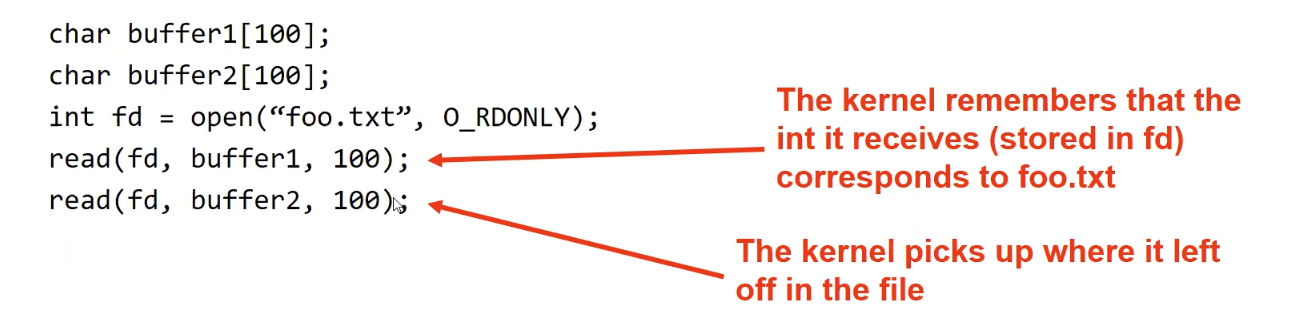 char buffer1[100];
char buffer2[100];
int fd = open(“foo.txt”, O_RDONLY);
read(fd, buffer1, 100);
read(fd, buffer2, 100);
The kernel remembers that the
int it receives (stored in fd)
corresponds to foo.txt
The kernel picks up where it left
off in the file